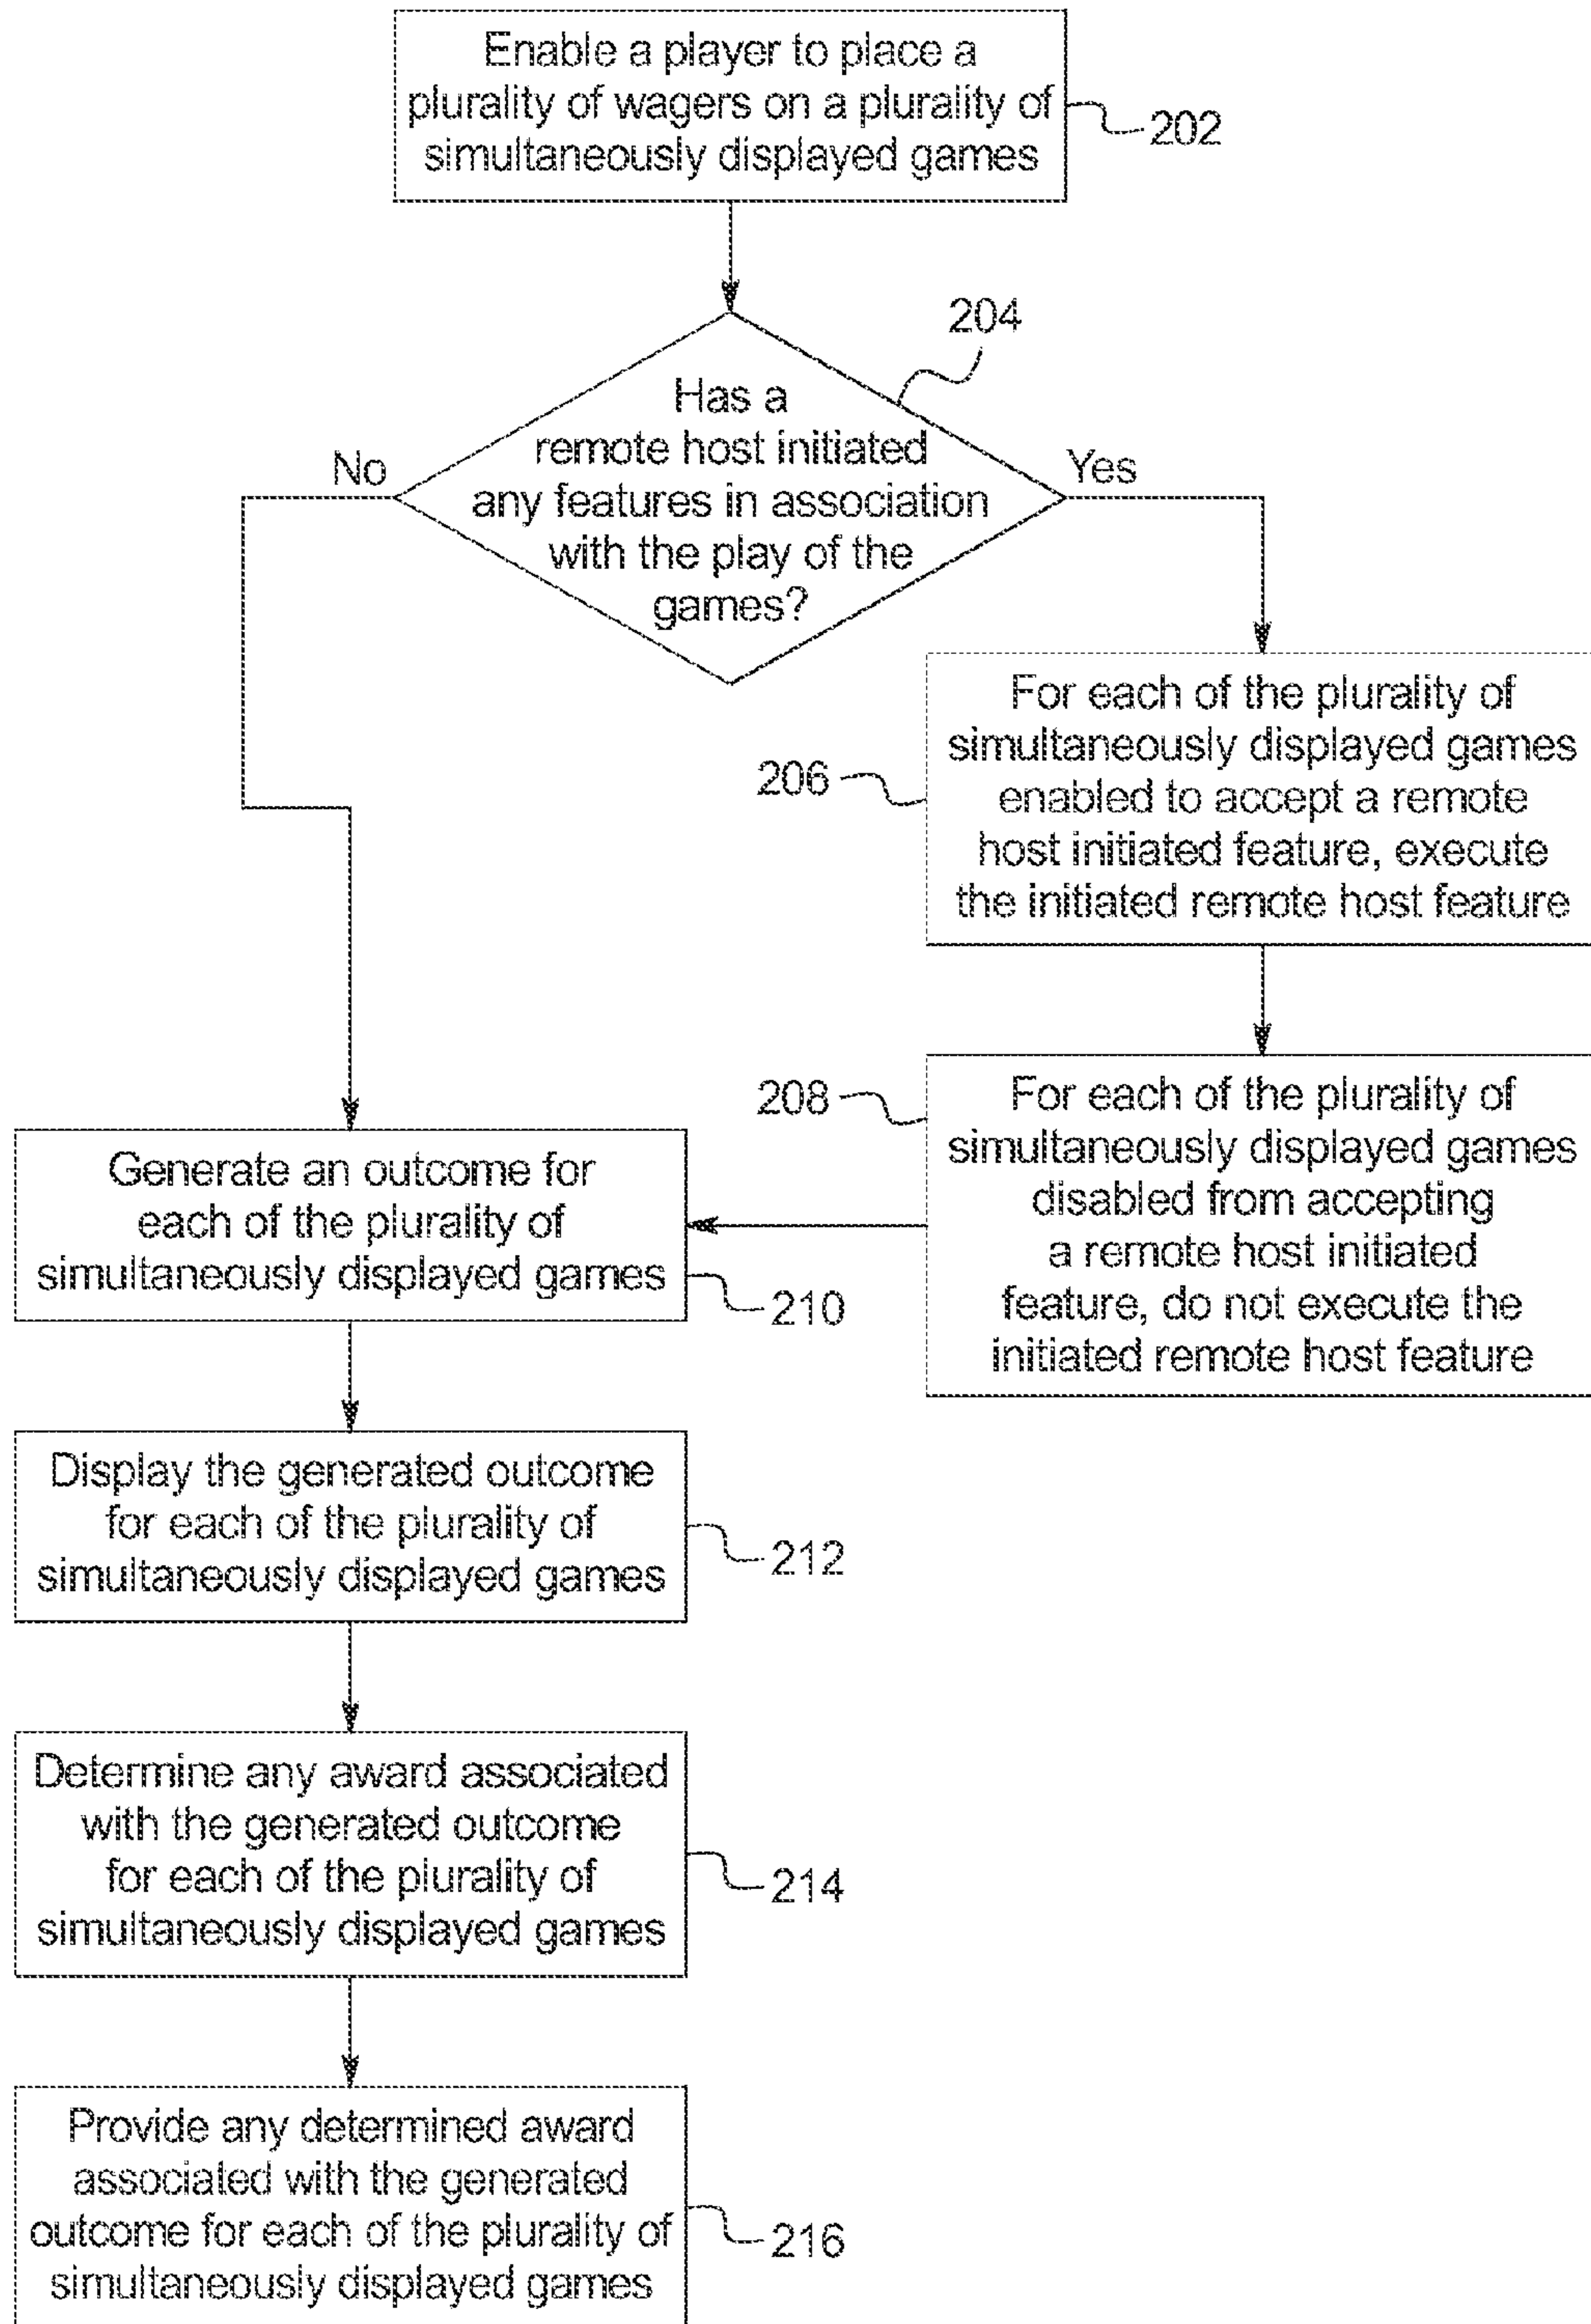 Enable a player to place a
plurality of wagers on a plurality of
simultaneously displayed games
202
204
Has a
remote host initiated
any features in association
with the play of the
games?
No
Yes
For each of the plurality of
simultaneously displayed games
enabled to accept a remote
host initiated feature, execute
the initiated remote host feature
206
For each of the plurality of
simultaneously displayed games
disabled from accepting
a remote host initiated
feature, do not execute the
initiated remote host feature
208
Generate an outcome for
each of the plurality of
simultaneously displayed games
210
Display the generated outcome
for each of the plurality of
simultaneously displayed games
212
Determine any award associated
with the generated outcome
for each of the plurality of
simultaneously displayed games
214
Provide any determined award
associated with the generated
outcome for each of the plurality of
simultaneously displayed games
216